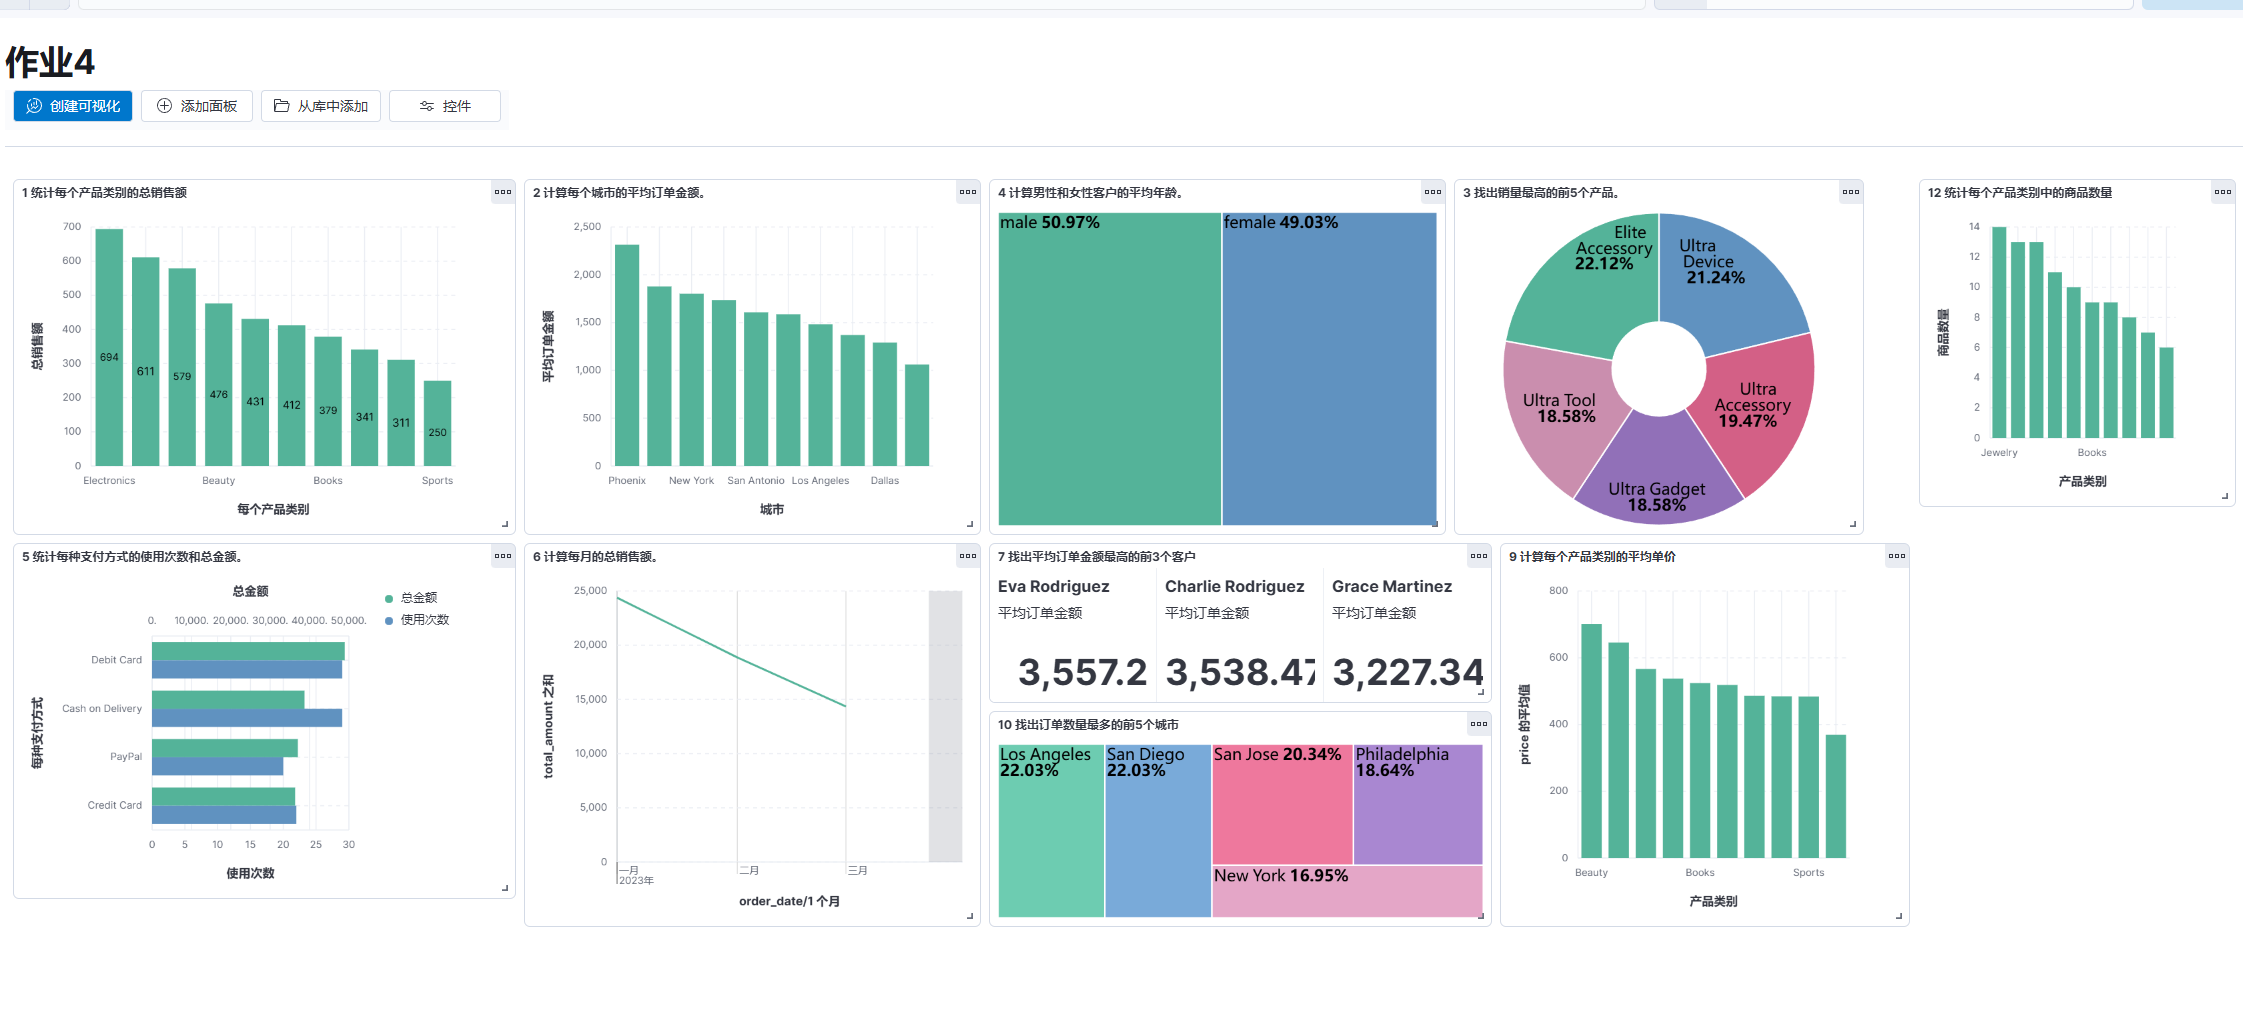 作业4
创建可视化
添加面板
从库中添加
控件
1 统计每个产品类别的总销售额
700
600
500
400
300
200
100
0
总销售额
694
611
579
476
431
412
379
341
311
250
Electronics
Beauty
Books
Sports
每个产品类别
2 计算每个城市的平均订单金额。
2,500
2,000
1,500
1,000
500
0
平均订单金额
Phoenix
New York
San Antonio
Los Angeles
Dallas
城市
4 计算男性和女性客户的平均年龄。
male 50.97%
female 49.03%
3 找出销量最高的前5个产品。
Elite
Accessory
22.12%
Ultra
Device
21.24%
Ultra
Accessory
19.47%
Ultra Gadget
18.58%
Ultra Tool
18.58%
12 统计每个产品类别中的商品数量
14
12
10
8
6
4
2
0
商品数量
Jewelry
Books
产品类别
5 统计每种支付方式的使用次数和总金额。
总金额
0.
10,000.
20,000.
30,000.
40,000.
50,000.
总金额
使用次数
每种支付方式
Debit Card
Cash on Delivery
PayPal
Credit Card
0
5
10
15
20
25
30
使用次数
6 计算每月的总销售额。
25,000
20,000
15,000
10,000
5,000
0
total_amount 之和
一月
2023年
二月
三月
order_date/1 个月
7 找出平均订单金额最高的前3个客户
Eva Rodriguez
平均订单金额
3,557.2
Charlie Rodriguez
平均订单金额
3,538.47
Grace Martinez
平均订单金额
3,227.34
10 找出订单数量最多的前5个城市
Los Angeles
22.03%
San Diego
22.03%
San Jose 20.34%
Philadelphia
18.64%
New York 16.95%
9 计算每个产品类别的平均单价
800
600
400
200
0
price 的平均值
Beauty
Books
Sports
产品类别